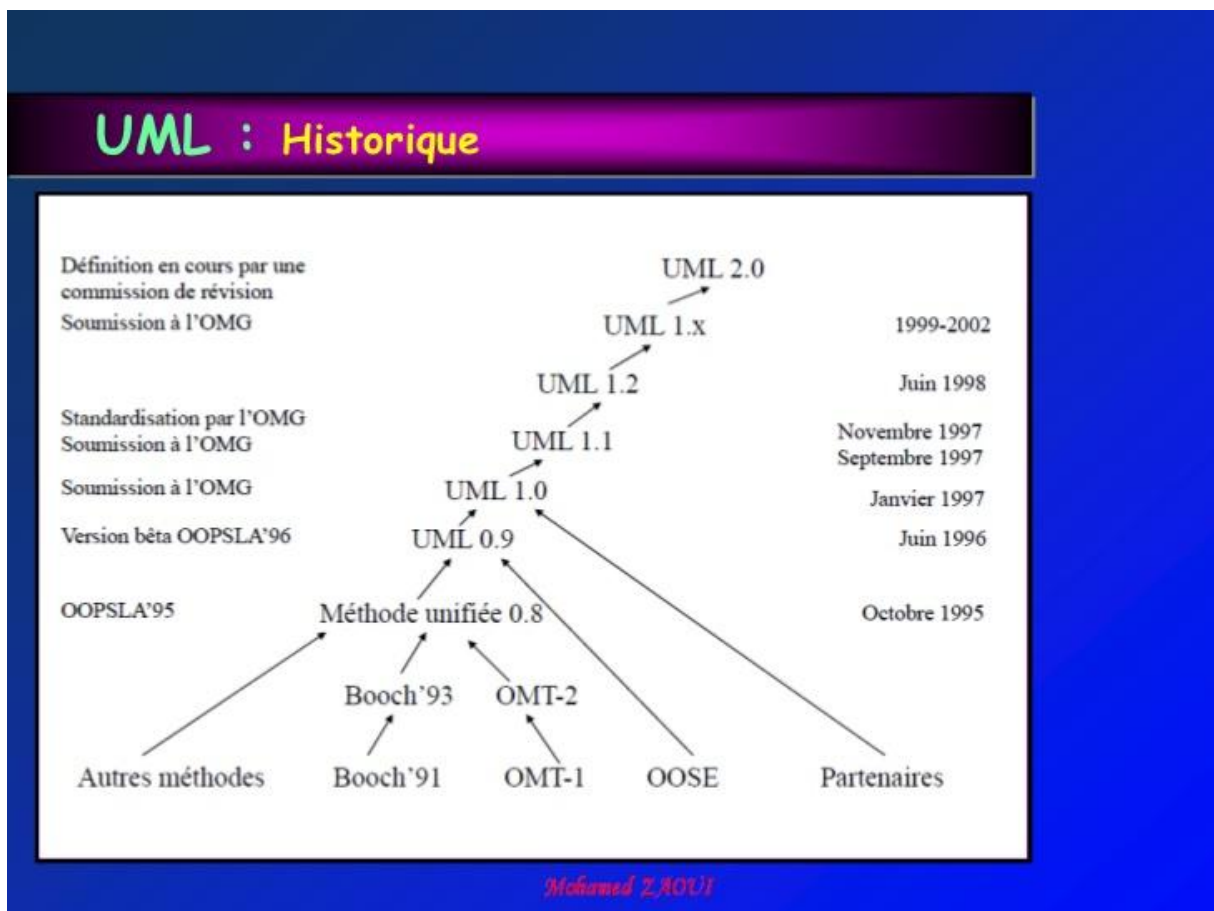 UML : Historique
Définition en cours par une
commission de révision
UML 2.0
Soumission à l'OMG
UML 1.x
1999-2002
UML 1.2
Juin 1998
Standardisation par l'OMG
Novembre 1997
Soumission à l'OMG
UML 1.1
Septembre 1997
Soumission à l'OMG
UML 1.0
Janvier 1997
Version bêta OOPSLA'96
UML 0.9
Juin 1996
OOPSLA'95
Méthode unifiée 0.8
Octobre 1995
Booch'93
OMT-2
Autres méthodes
Booch'91
OMT-1
OOSE
Partenaires
Mohamed ZAOUI